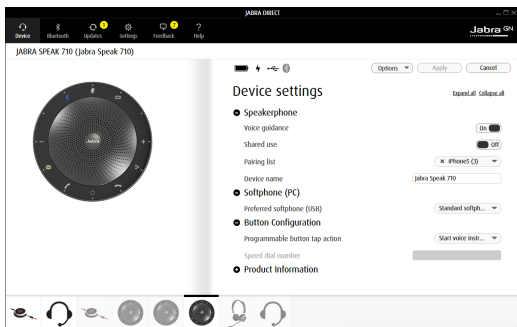 JABRA DIRECT
Device
Bluetooth
1
Updates
Settings
2
Feedback
?
Help
Jabra GN
JABRA SPEAK 710 (Jabra Speak 710)
Options
Apply
Cancel
Device settings
Expand all Collapse all
Speakerphone
Voice guidance
On
Shared use
Off
Pairing list
× iPhone5 (3)
Device name
Jabra Speak 710
Softphone (PC)
Preferred softphone (USB)
Standard softph...
Button Configuration
Programmable button tap action
Start voice instr...
Speed dial number
Product Information
Jabra